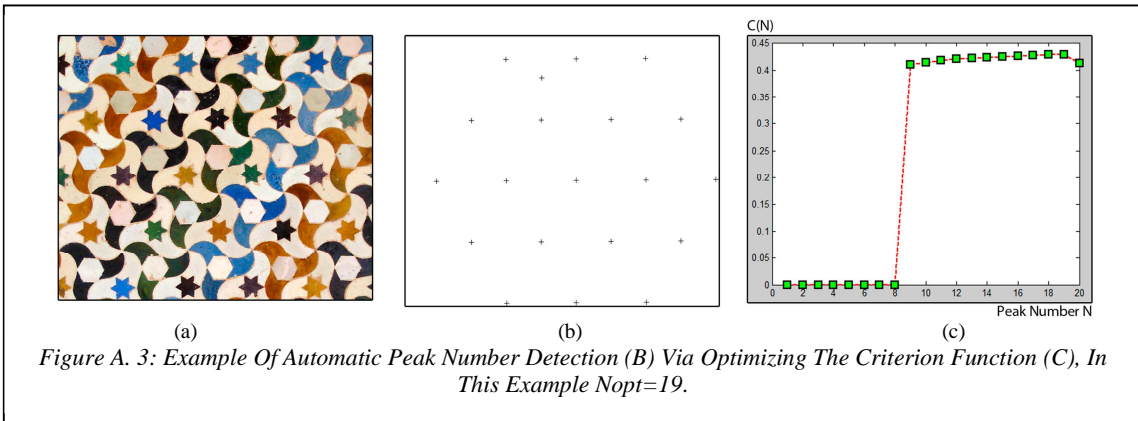 C(N)
0.45
0.4
0.35
0.3
0.25
0.2
0.15
0.1
0.05
0
0 2 4 6 8 10 12 14 16 18 20
Peak Number N
(a) (b) (c)
Figure A. 3: Example Of Automatic Peak Number Detection (B) Via Optimizing The Criterion Function (C), In
This Example Nopt=19.